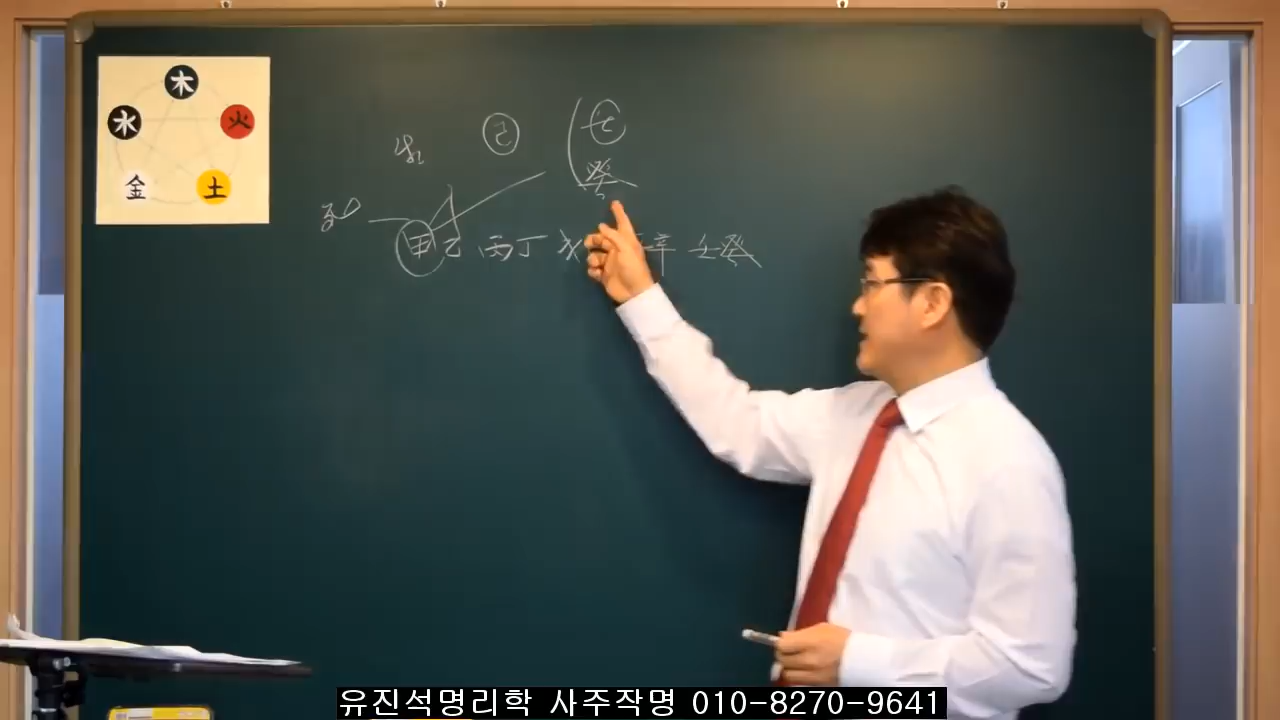 木
水 火
金 土
己
癸
甲乙 丙丁 辛 壬癸
유진석명리학 사주작명 010-8270-9641